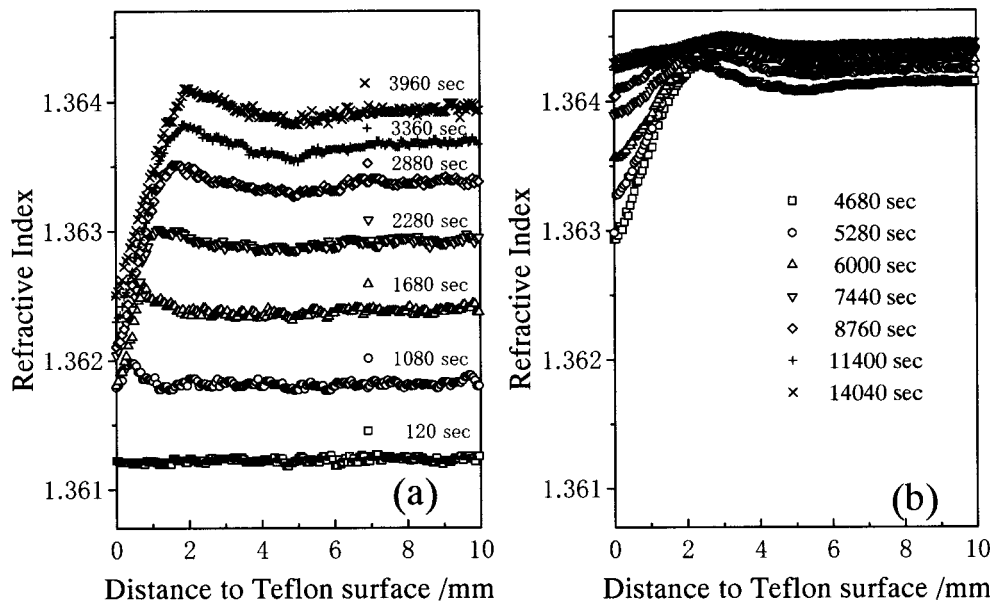 Refractive Index
1.364
1.363
1.362
1.361
× 3960 sec
+ 3360 sec
◇ 2880 sec
▽ 2280 sec
△ 1680 sec
○ 1080 sec
□ 120 sec
(a)
0 2 4 6 8 10
Distance to Teflon surface /mm
Refractive Index
1.364
1.363
1.362
1.361
□ 4680 sec
○ 5280 sec
△ 6000 sec
▽ 7440 sec
◇ 8760 sec
+ 11400 sec
× 14040 sec
(b)
0 2 4 6 8 10
Distance to Teflon surface /mm